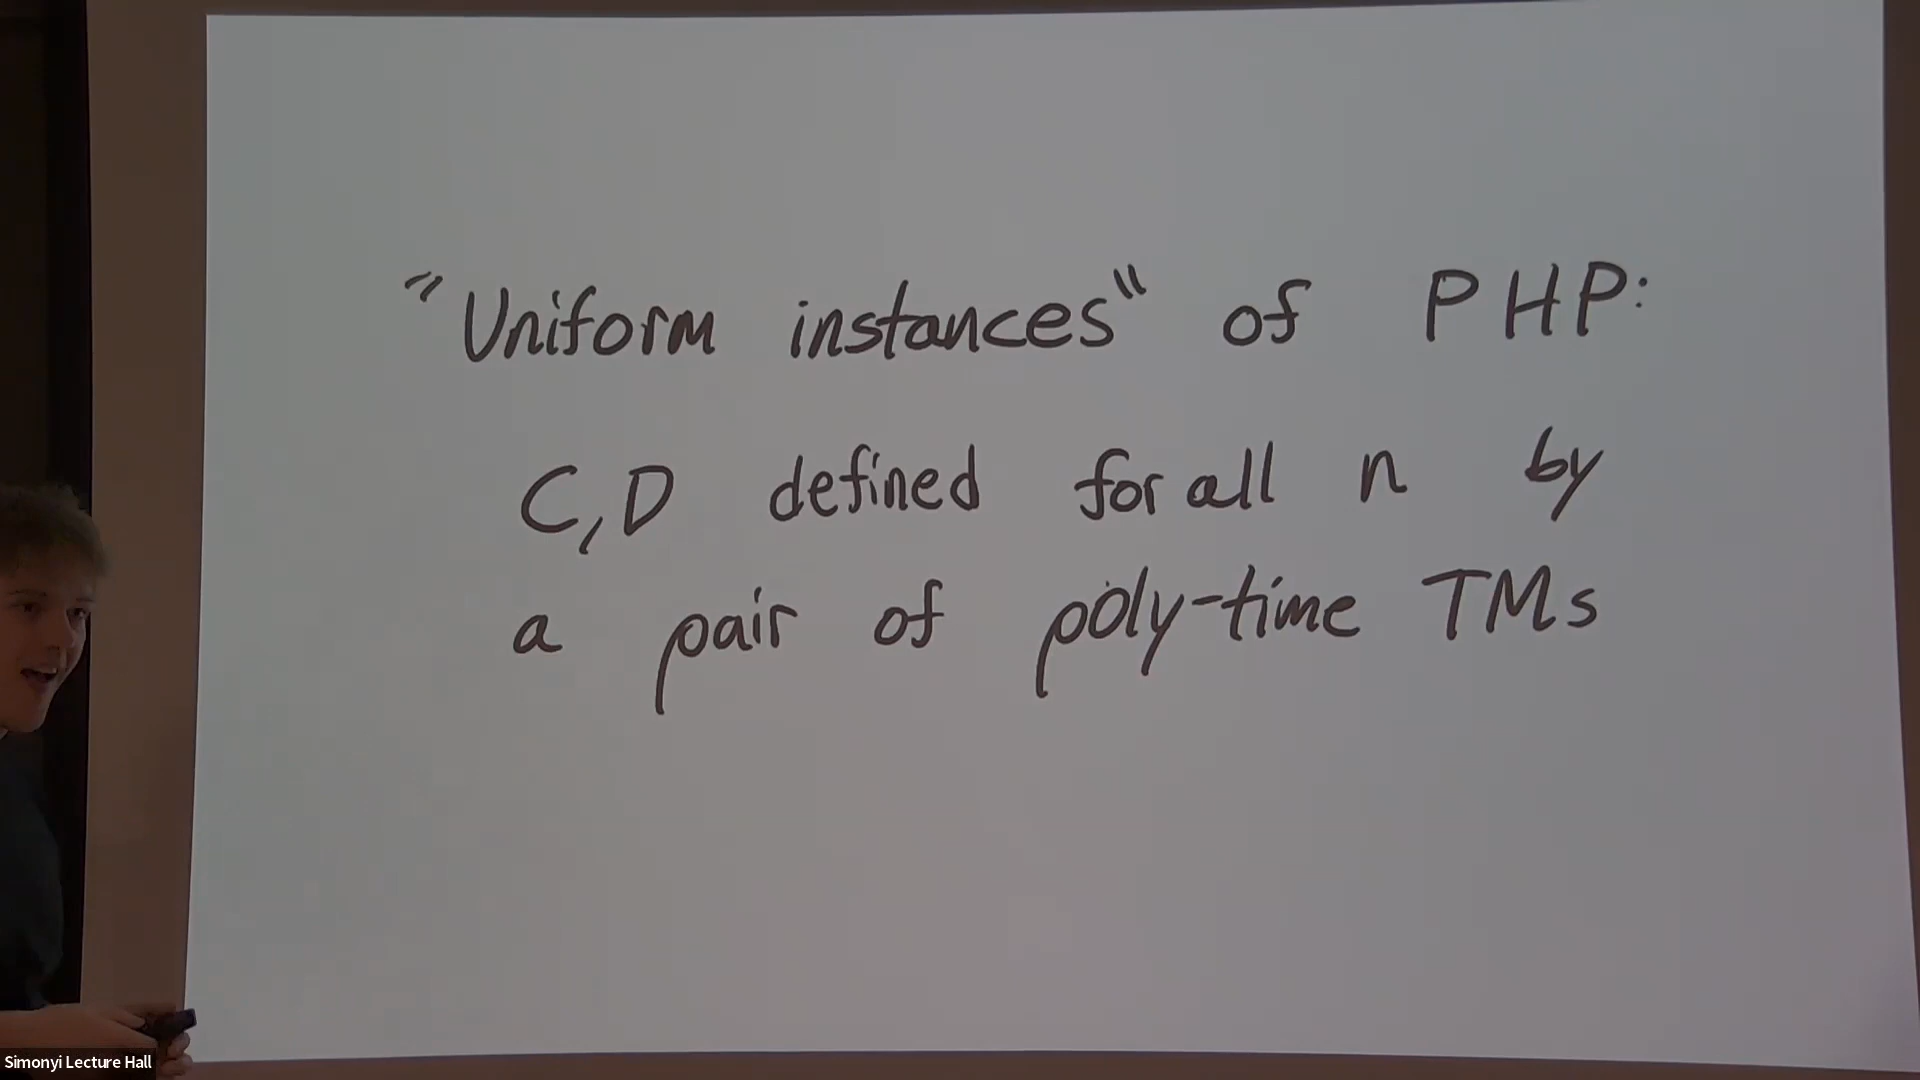 "Uniform instances" of PHP:
C, D defined for all n by
a pair of poly-time TMs
Simonyi Lecture Hall